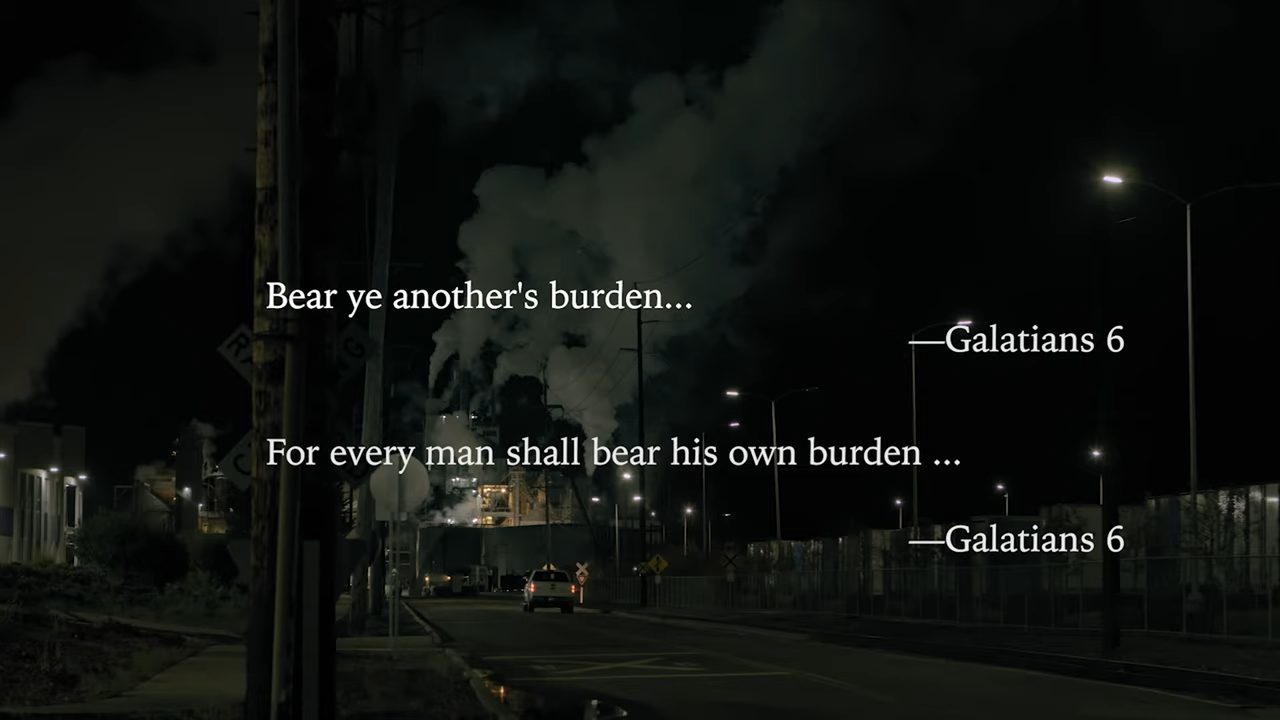 Bear ye another's burden...
—Galatians 6
For every man shall bear his own burden ...
—Galatians 6